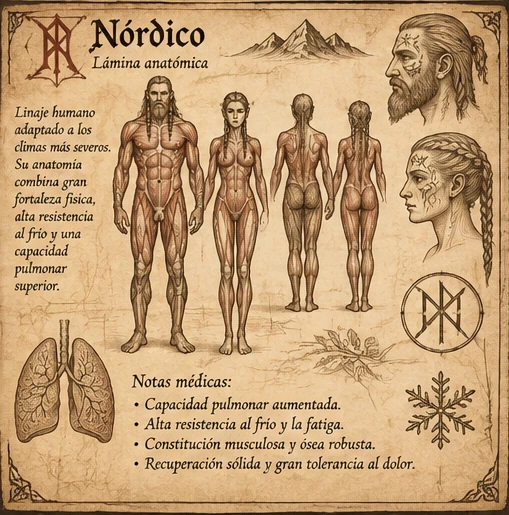 Nórdico
Lámina anatómica
Linaje humano
adaptado a los
climas más severos.
Su anatomía
combina gran
fortaleza física,
alta resistencia
al frío y una
capacidad
pulmonar
superior.
Notas médicas:
• Capacidad pulmonar aumentada.
• Alta resistencia al frío y la fatiga.
• Constitución musculosa y ósea robusta.
• Recuperación sólida y gran tolerancia al dolor.